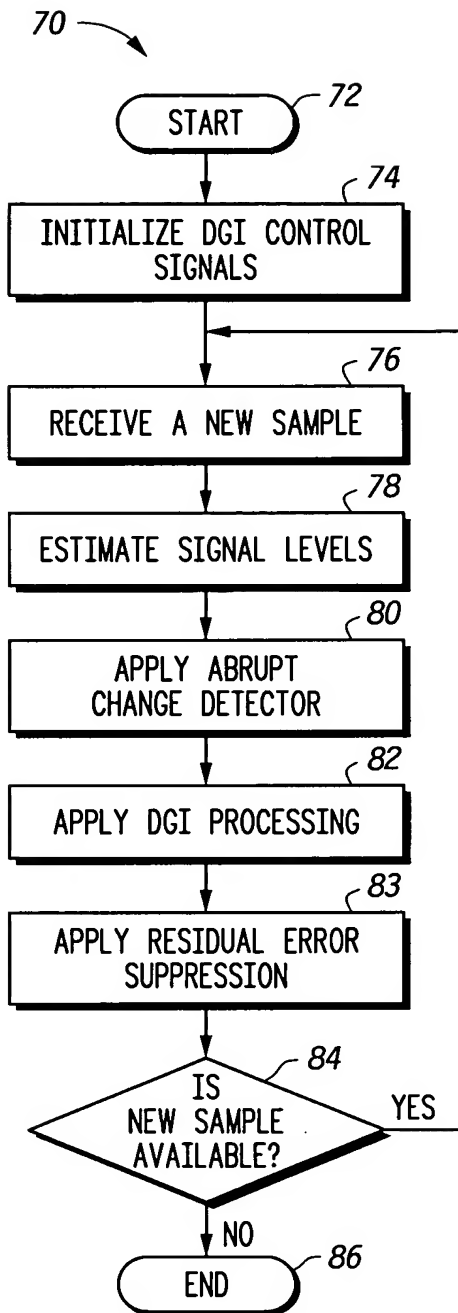 70
72
START
74
INITIALIZE DGI CONTROL
SIGNALS
76
RECEIVE A NEW SAMPLE
78
ESTIMATE SIGNAL LEVELS
80
APPLY ABRUPT
CHANGE DETECTOR
82
APPLY DGI PROCESSING
83
APPLY RESIDUAL ERROR
SUPPRESSION
84
IS
NEW SAMPLE
AVAILABLE?
YES
NO
86
END